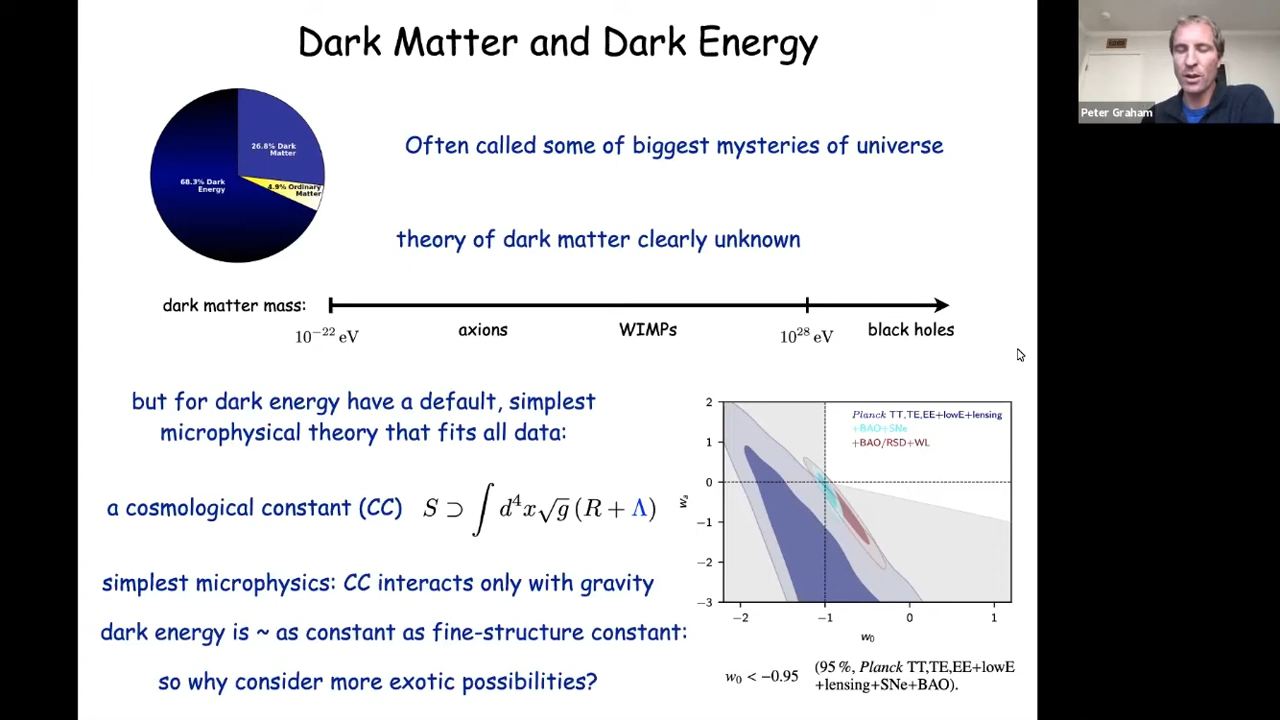 Dark Matter and Dark Energy
Peter Graham
26.8% Dark
Matter
68.3% Dark
Energy
4.9% Ordinary
Matter
Often called some of biggest mysteries of universe
theory of dark matter clearly unknown
dark matter mass:
10⁻²² eV
axions
WIMPs
10²⁸ eV
black holes
but for dark energy have a default, simplest
microphysical theory that fits all data:
a cosmological constant (CC) S ⊃ ∫ d⁴x√g (R + Λ)
simplest microphysics: CC interacts only with gravity
dark energy is ~ as constant as fine-structure constant:
so why consider more exotic possibilities?
Planck TT,TE,EE+lowE+lensing
+BAO+SNe
+BAO/RSD+WL
2
1
0
−1
−2
−3
wₐ
−2 −1 0 1
w₀
w₀ < −0.95 (95 %, Planck TT,TE,EE+lowE
+lensing+SNe+BAO).